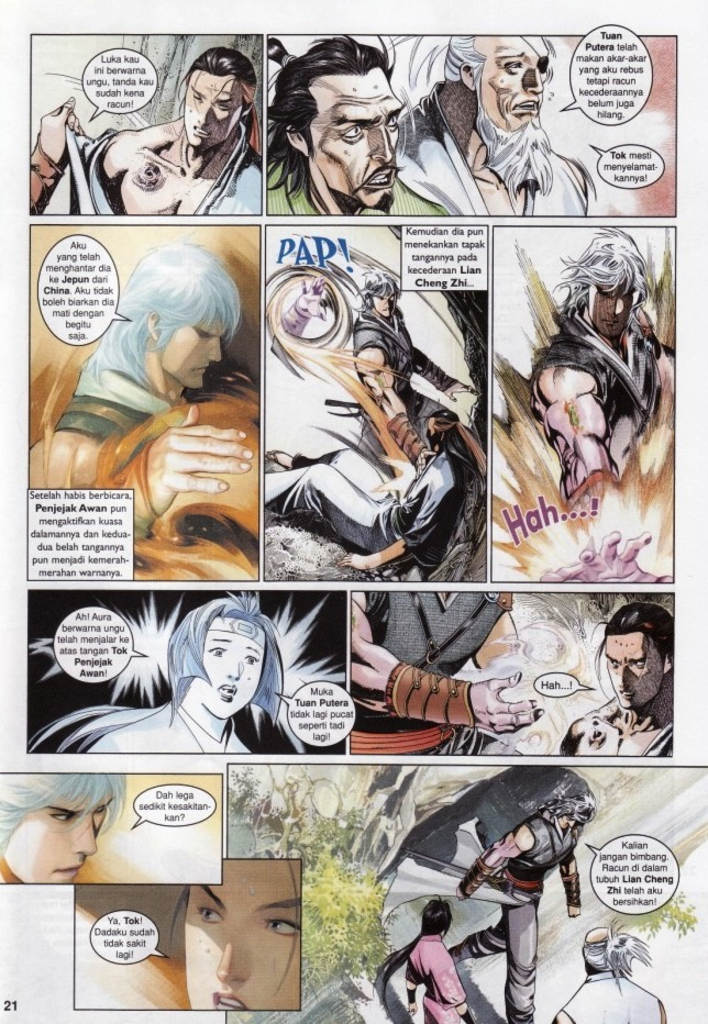 Luka kau
ini berwarna
ungu, tanda kau
sudah kena
racun!
Tuan
Putera telah
makan akar-akar
yang aku rebus
tetapi racun
kecederaannya
belum juga
hilang.
Tok mesti
menyelamat-
kannya!
Aku
yang telah
menghantar dia
ke Jepun dari
China. Aku tidak
boleh biarkan dia
mati dengan
begitu
saja.
Setelah habis berbicara,
Penjejak Awan pun
mengaktifkan kuasa
dalamannya dan kedua-
dua belah tangannya
pun menjadi kemerah-
merahan warnanya.
PAP!
Kemudian dia pun
menekankan tapak
tangannya pada
kecederaan Lian
Cheng Zhi...
Hah....!
Ah! Aura
berwarna ungu
telah menjalar ke
atas tangan Tok
Penjejak
Awan!
Muka
Tuan Putera
tidak lagi pucat
seperti tadi
lagi!
Hah...!
Dah lega
sedikit kesakitan-
kan?
Ya, Tok!
Dadaku sudah
tidak sakit
lagi!
Kalian
jangan bimbang.
Racun di dalam
tubuh Lian Cheng
Zhi telah aku
bersihkan!
21